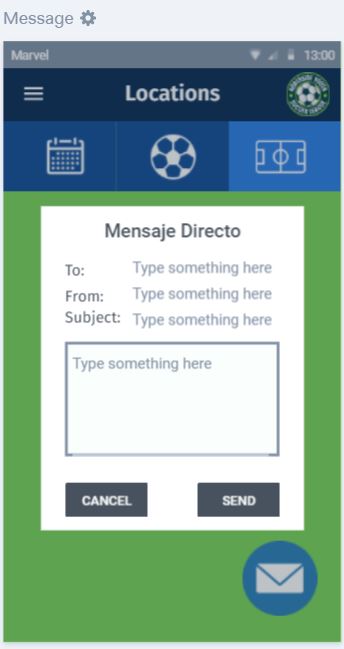 Message
Marvel 13:00
Locations
Mensaje Directo
To: Type something here
From: Type something here
Subject: Type something here
Type something here
CANCEL SEND